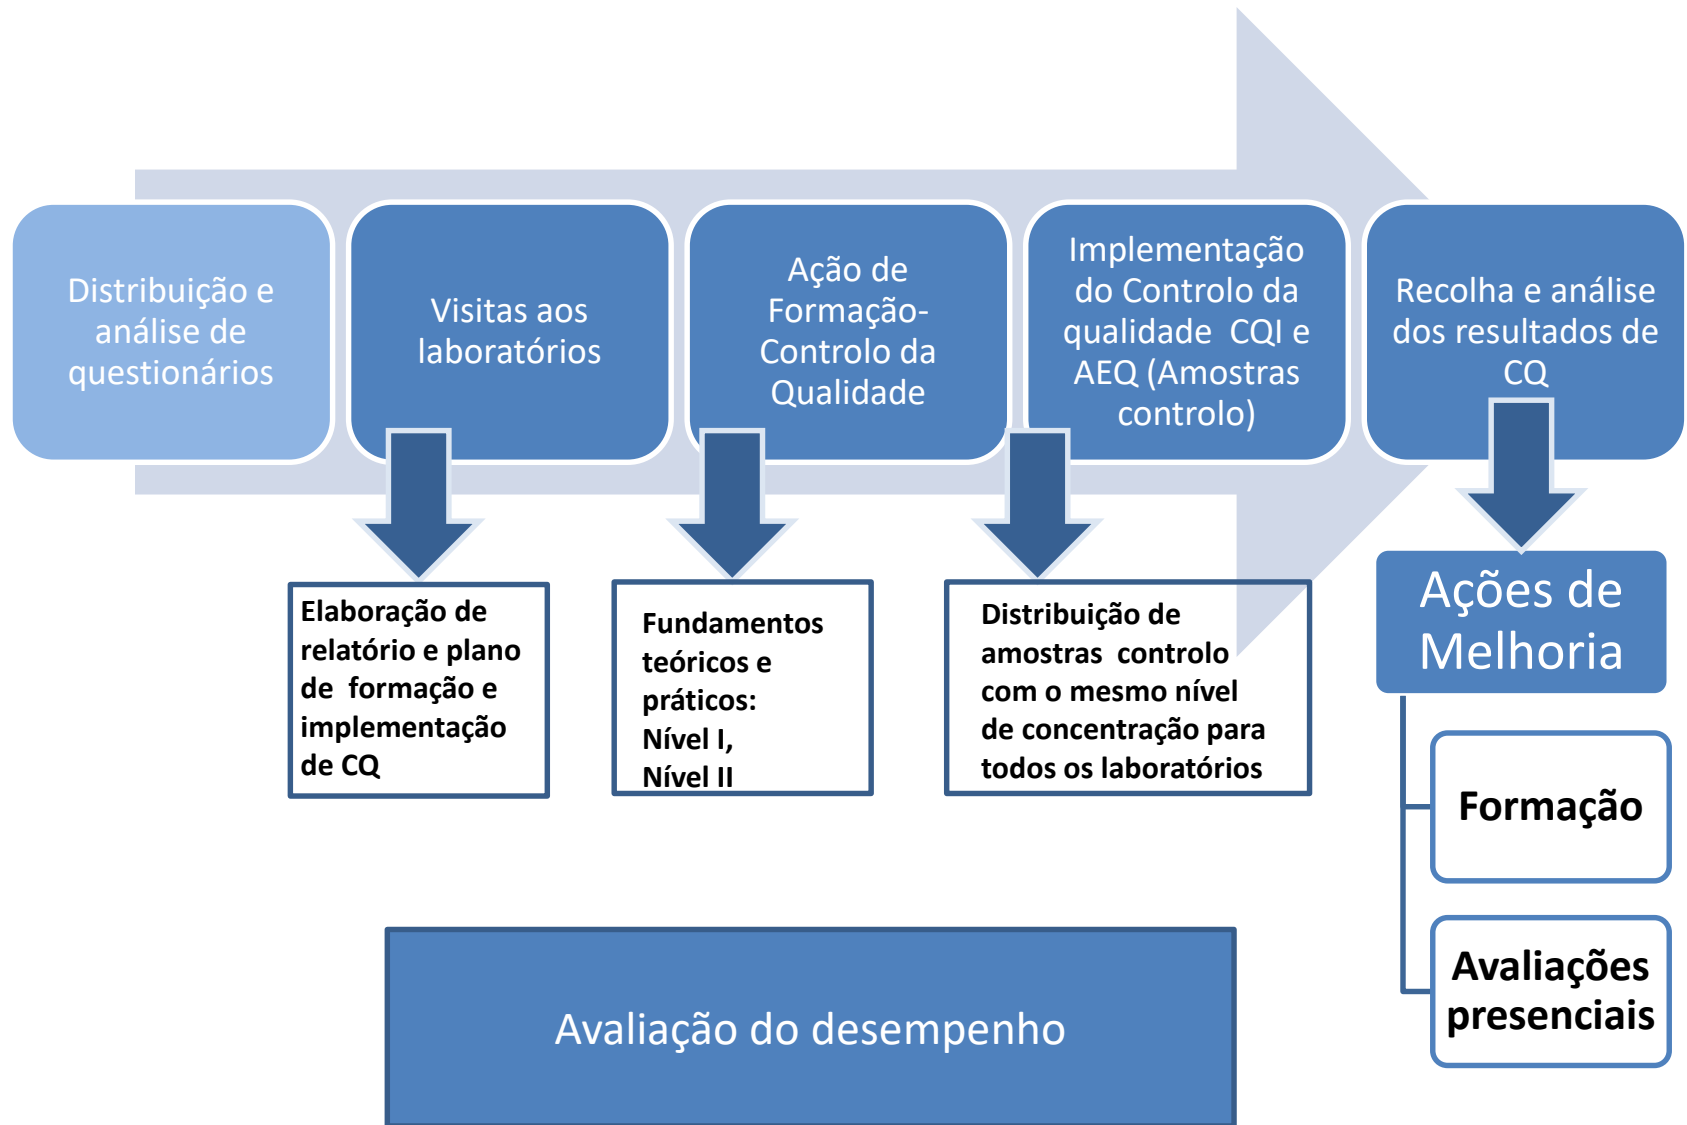 Distribuição e
análise de
questionários
Visitas aos
laboratórios
Ação de
Formação-
Controlo da
Qualidade
Implementação
do Controlo da
qualidade CQI e
AEQ (Amostras
controlo)
Recolha e análise
dos resultados de
CQ
Elaboração de
relatório e plano
de formação e
implementação
de CQ
Fundamentos
teóricos e
práticos:
Nível I,
Nível II
Distribuição de
amostras controlo
com o mesmo nível
de concentração para
todos os laboratórios
Ações de
Melhoria
Formação
Avaliações
presenciais
Avaliação do desempenho